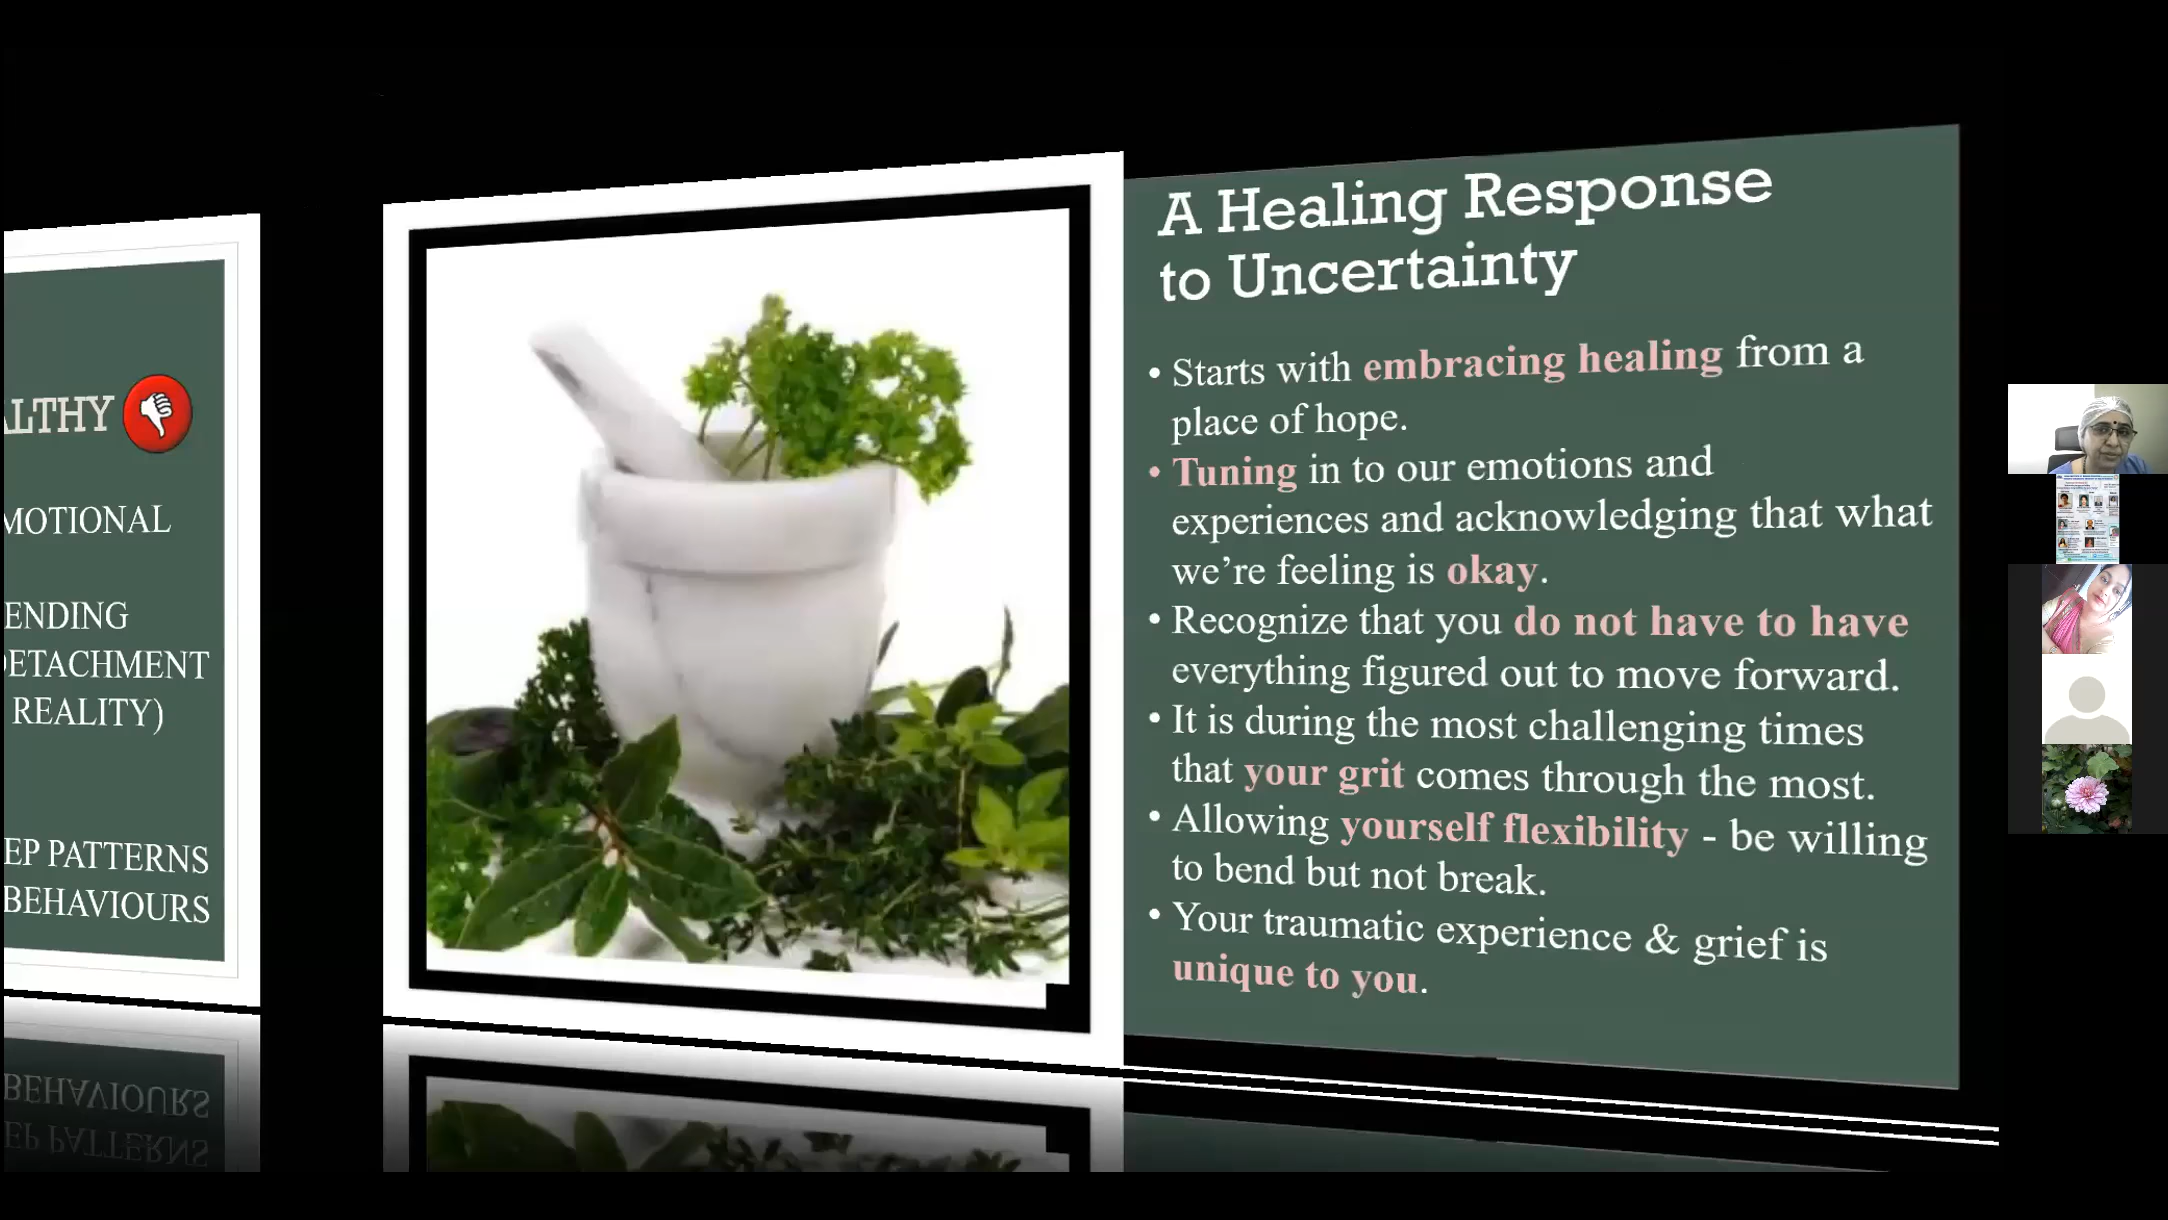 ALTHY
MOTIONAL
ENDING
DETACHMENT
REALITY)
EP PATTERNS
BEHAVIOURS
A Healing Response
to Uncertainty
• Starts with embracing healing from a
place of hope.
• Tuning in to our emotions and
experiences and acknowledging that what
we're feeling is okay.
• Recognize that you do not have to have
everything figured out to move forward.
• It is during the most challenging times
that your grit comes through the most.
• Allowing yourself flexibility - be willing
to bend but not break.
• Your traumatic experience & grief is
unique to you.